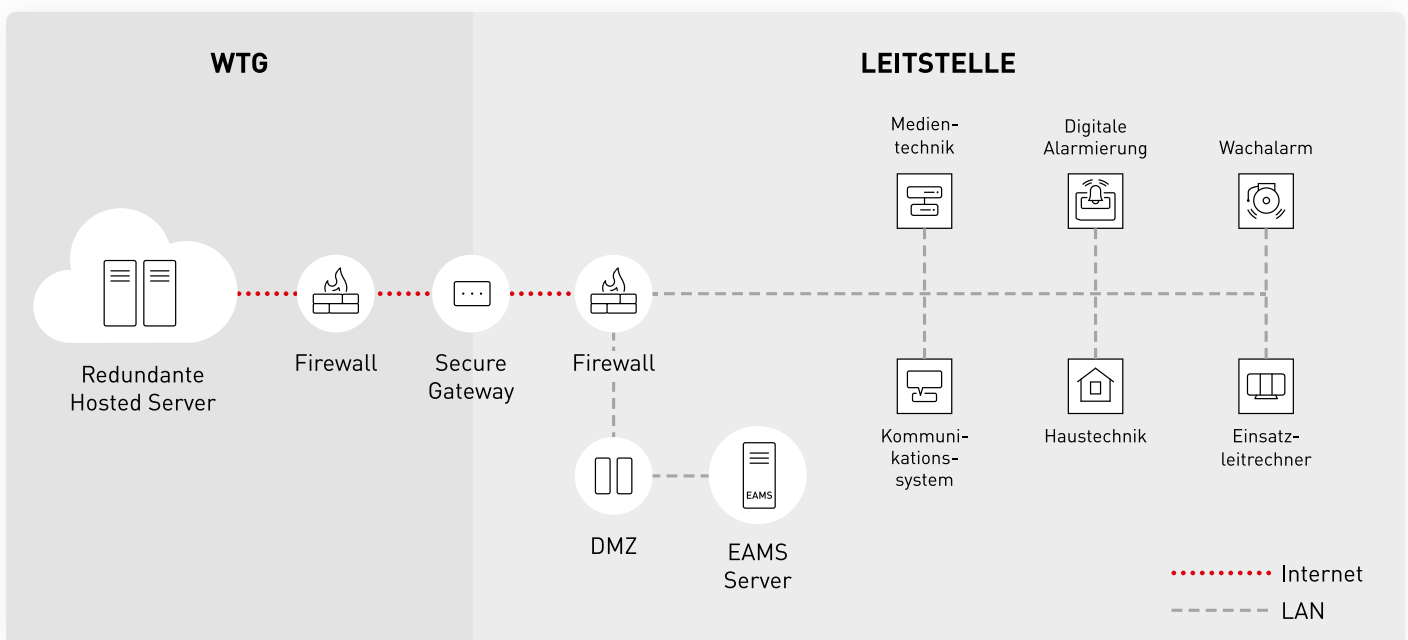 WTG
LEITSTELLE
Medien-
technik
Digitale
Alarmierung
Wachalarm
Redundante
Hosted Server
Firewall
Secure
Gateway
Firewall
Kommuni-
kations-
system
Haustechnik
Einsatz-
leitrechner
EAMS
DMZ
EAMS
Server
Internet
LAN